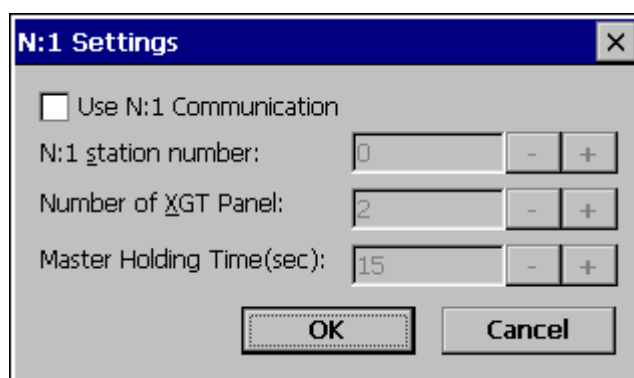 N:1 Settings
Use N:1 Communication
N:1 station number: 0 - +
Number of XGT Panel: 2 - +
Master Holding Time(sec): 15 - +
OK Cancel